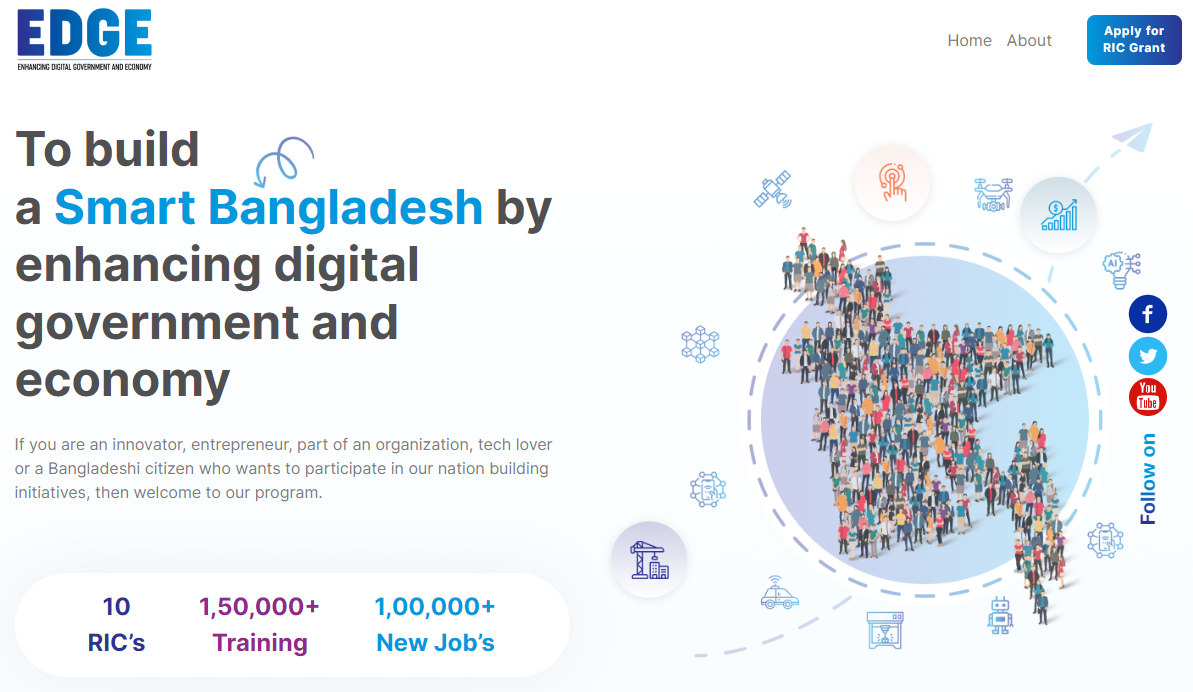 EDGE
ENHANCING DIGITAL GOVERNMENT AND ECONOMY
Home About
Apply for
RIC Grant
To build
a Smart Bangladesh by
enhancing digital
government and
economy
If you are an innovator, entrepreneur, part of an organization, tech lover
or a Bangladeshi citizen who wants to participate in our nation building
initiatives, then welcome to our program.
10
RIC’s
1,50,000+
Training
1,00,000+
New Job’s
$
AI
f
You
Tube
Follow on